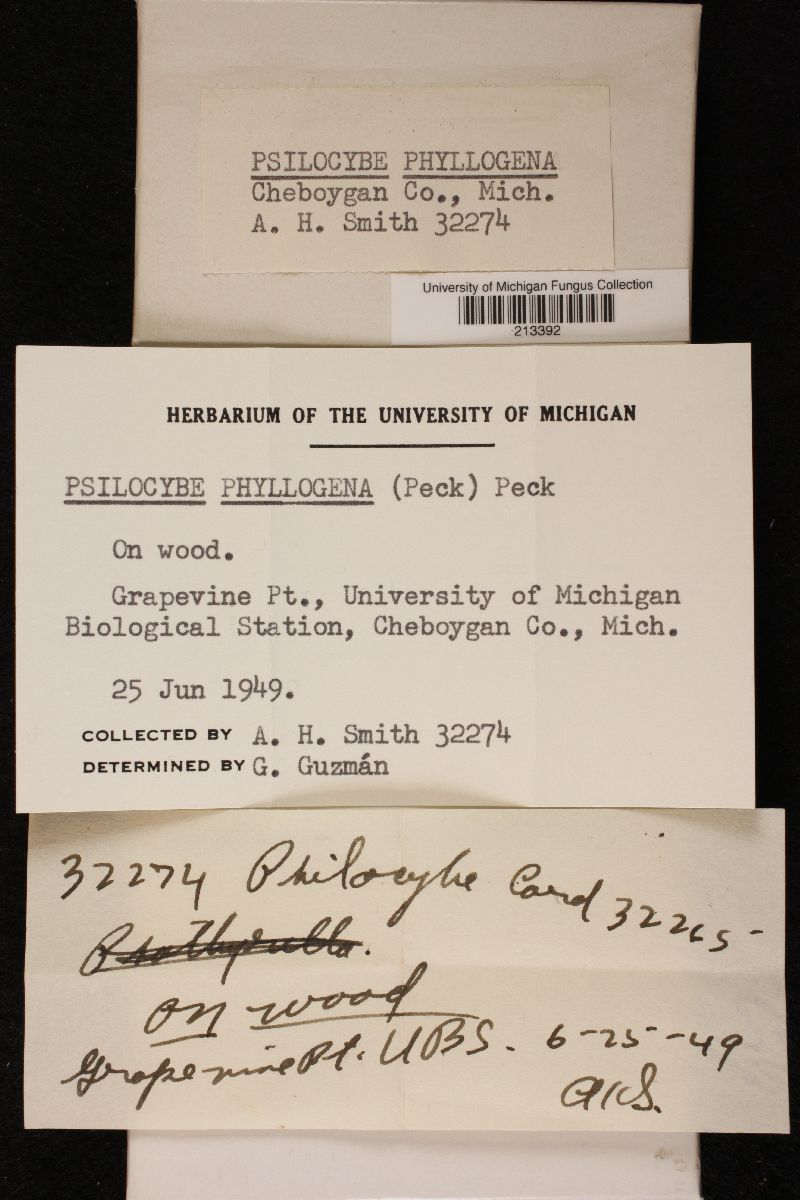 PSILOCYBE PHYLLOGENA
Cheboygan Co., Mich.
A. H. Smith 32274
University of Michigan Fungus Collection
213392
HERBARIUM OF THE UNIVERSITY OF MICHIGAN
PSILOCYBE PHYLLOGENA (Peck) Peck
On wood.
Grapevine Pt., University of Michigan
Biological Station, Cheboygan Co., Mich.
25 Jun 1949.
COLLECTED BY A. H. Smith 32274
DETERMINED BY G. Guzmán
32274 Philocybe Card 32265-
Psathyrella.
on wood
Grapevine Pt. UBS. 6-25-49
AHS.